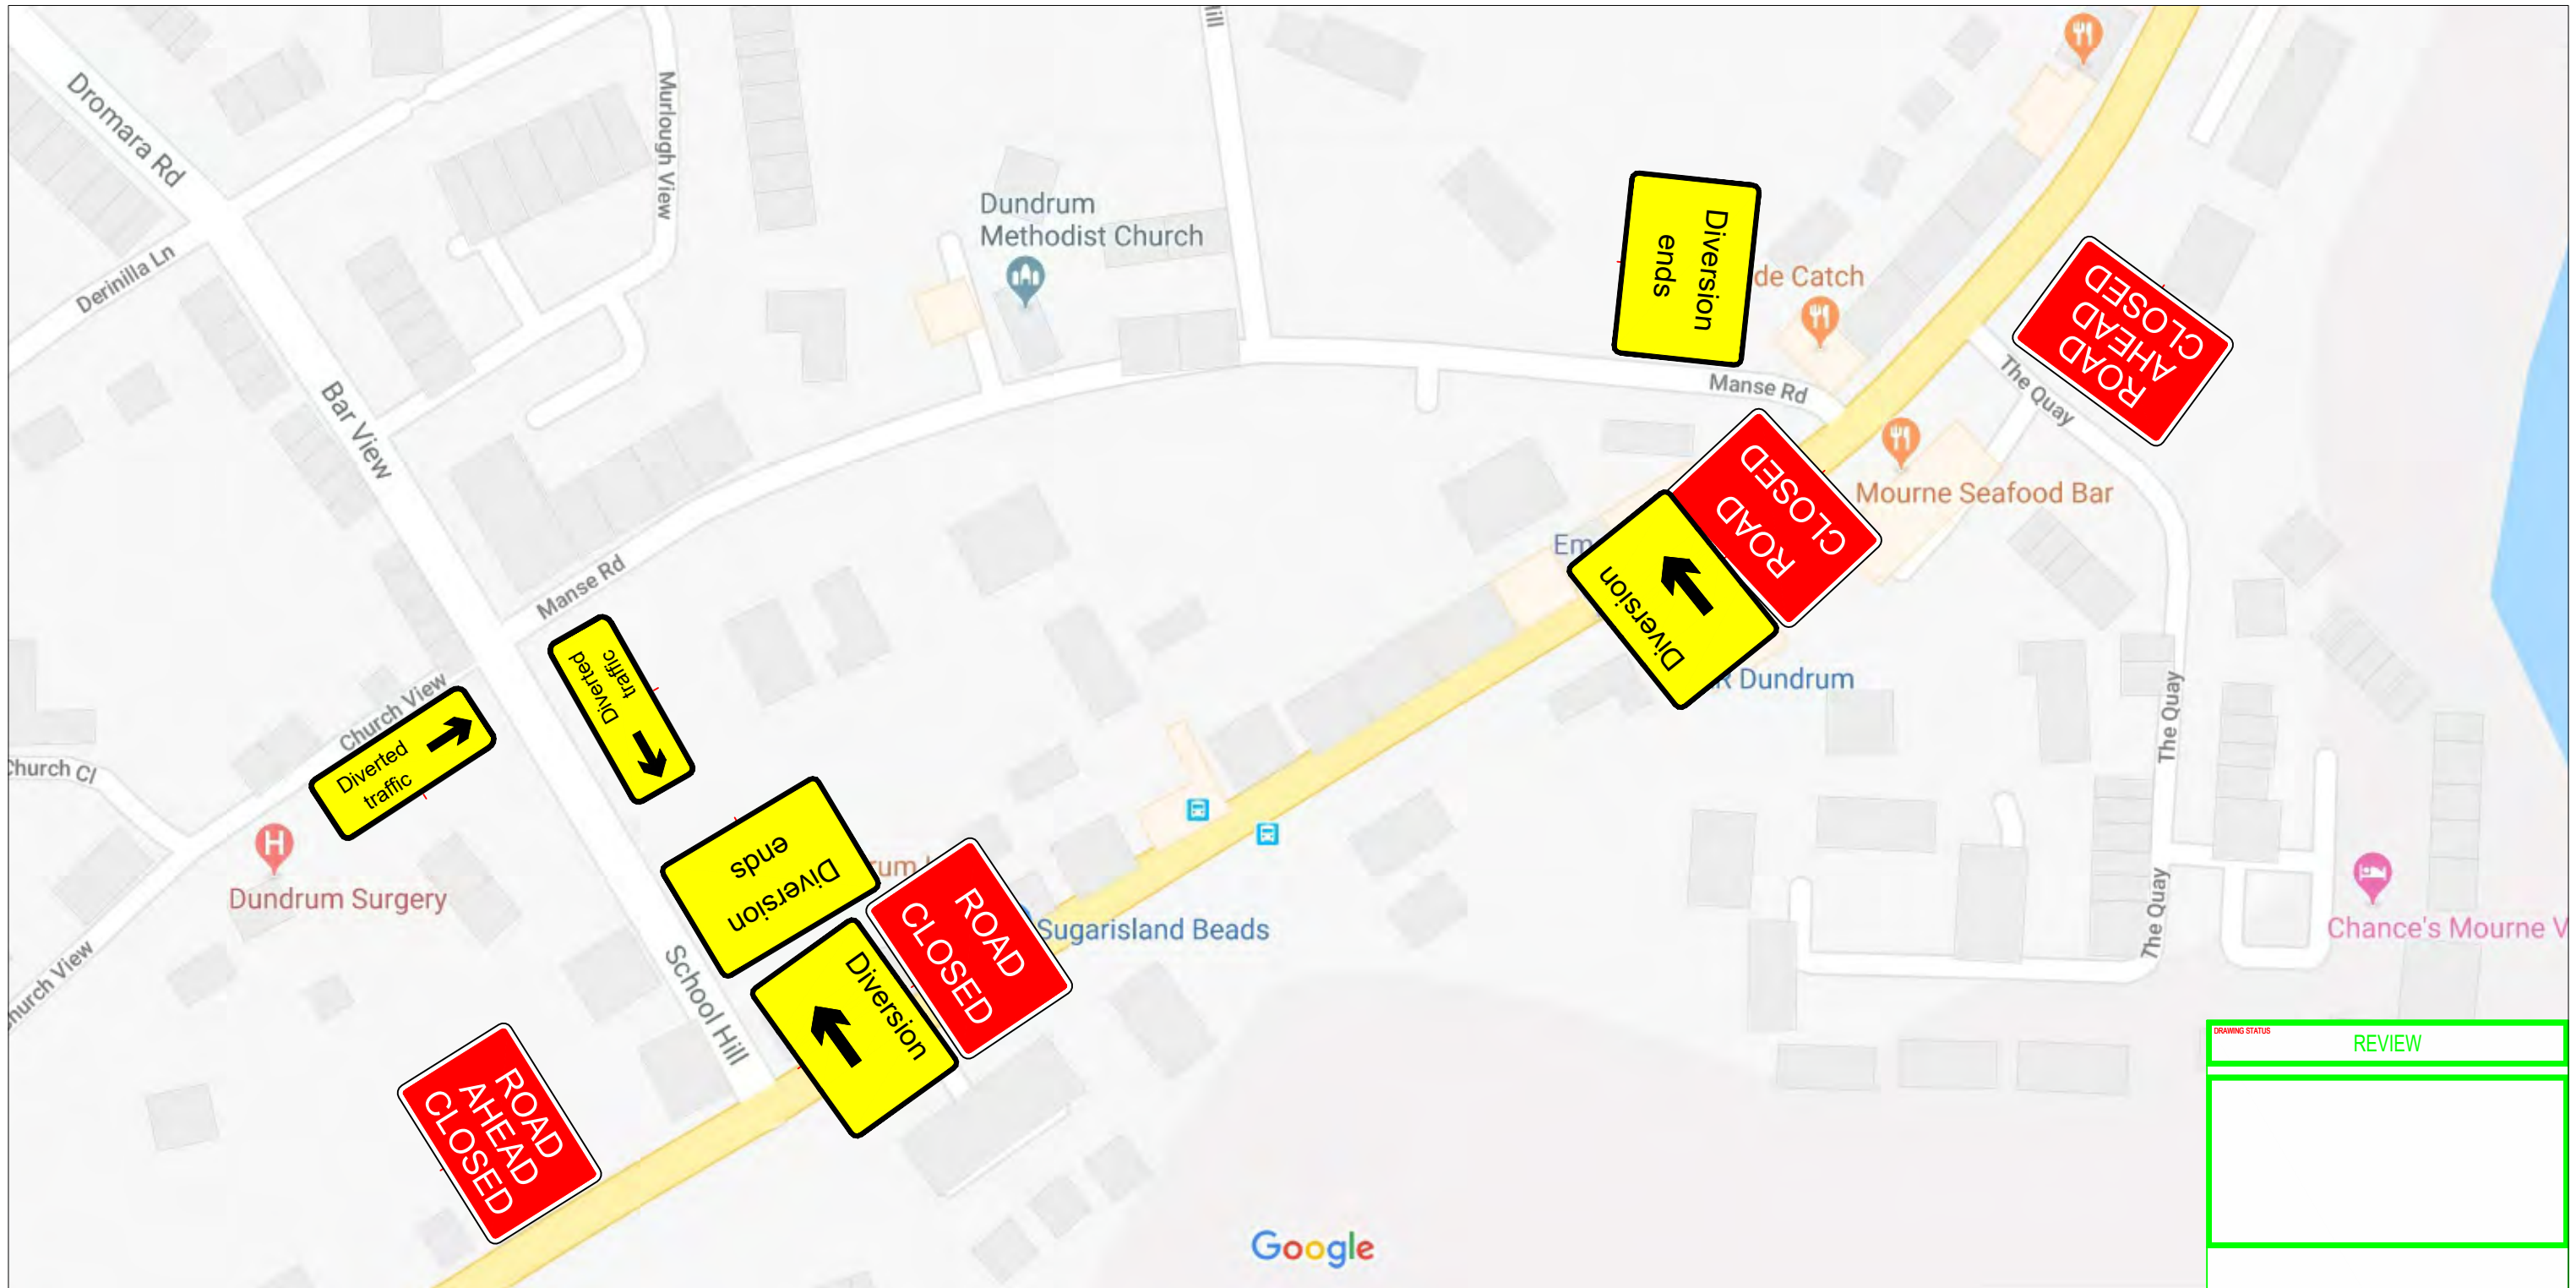 Dromara Rd
Murlough View
ill
Dundrum
Methodist Church
Derinilla Ln
Diversion
ends
de Catch
ROAD
AHEAD
CLOSED
Bar View
Manse Rd
The Quay
ROAD
CLOSED
Mourne Seafood Bar
Em
Diversion
Manse Rd
Diverted
traffic
Church View
Diverted
traffic
R Dundrum
The Quay
Church Cl
Diversion
ends
rum
H
Dundrum Surgery
ROAD
CLOSED
Sugarisland Beads
The Quay
Chance's Mourne V
hurch View
School Hill
Diversion
ROAD
AHEAD
CLOSED
DRAWING STATUS
REVIEW
Google